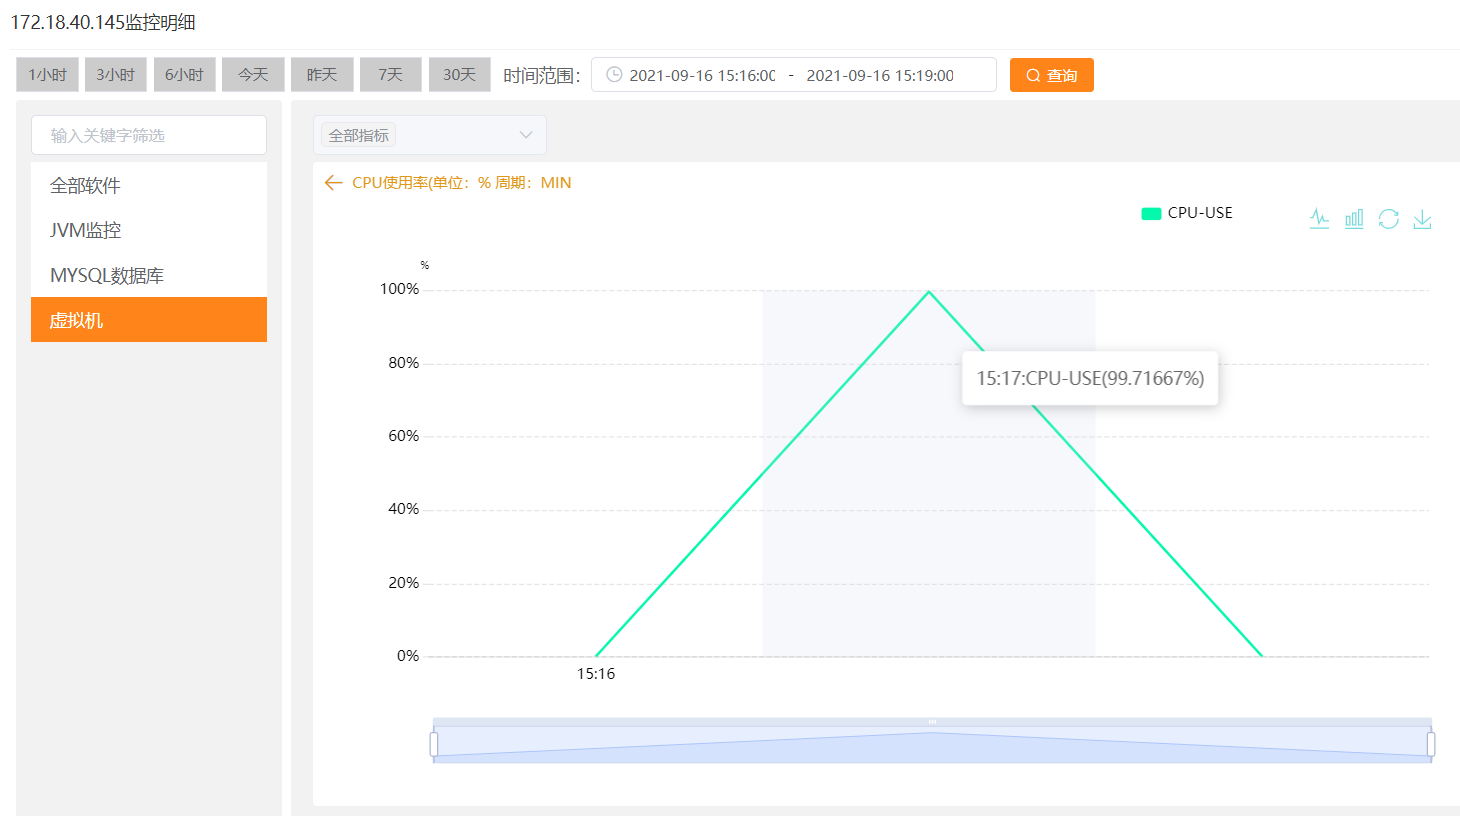 172.18.40.145监控明细
1小时 3小时 6小时 今天 昨天 7天 30天 时间范围： 2021-09-16 15:16:00 - 2021-09-16 15:19:00 查询
输入关键字筛选
全部软件
JVM监控
MYSQL数据库
虚拟机
全部指标
CPU使用率(单位：% 周期：MIN
CPU-USE
%
100%
80%
15:17:CPU-USE(99.71667%)
60%
40%
20%
0%
15:16